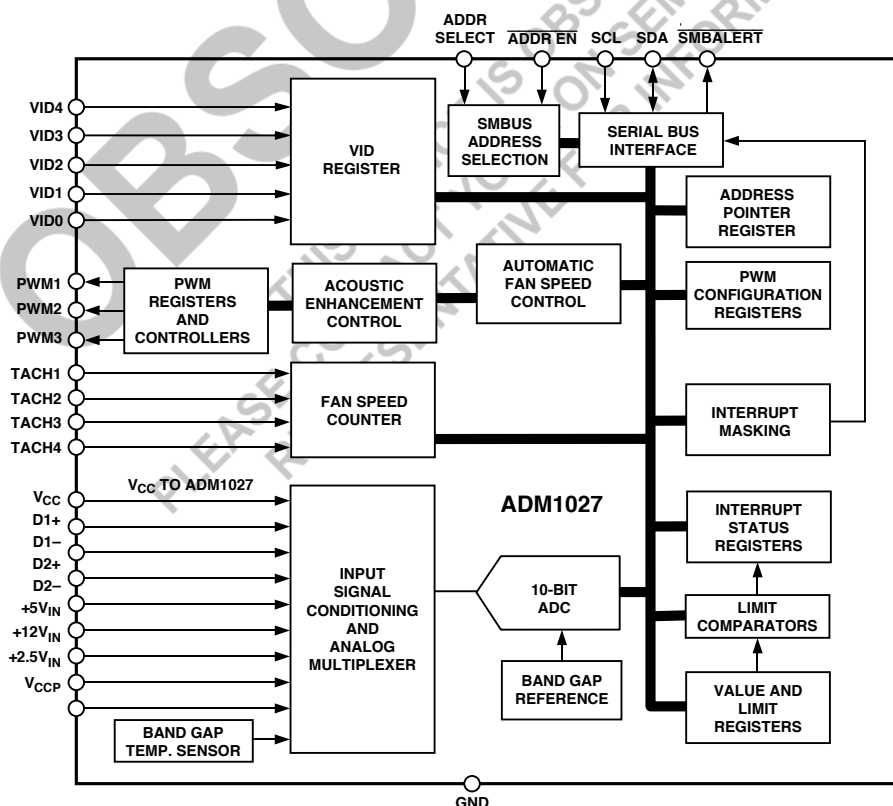 ADDR
SELECT
ADDR EN
SCL
SDA
SMBALERT
VID4
VID3
VID2
VID1
VID0
VID
REGISTER
SMBUS
ADDRESS
SELECTION
SERIAL BUS
INTERFACE
ADDRESS
POINTER
REGISTER
PWM1
PWM2
PWM3
PWM
REGISTERS
AND
CONTROLLERS
ACOUSTIC
ENHANCEMENT
CONTROL
AUTOMATIC
FAN SPEED
CONTROL
PWM
CONFIGURATION
REGISTERS
TACH1
TACH2
TACH3
TACH4
FAN SPEED
COUNTER
INTERRUPT
MASKING
VCC
D1+
D1–
D2+
D2–
+5VIN
+12VIN
+2.5VIN
VCCP
VCC TO ADM1027
INPUT
SIGNAL
CONDITIONING
AND
ANALOG
MULTIPLEXER
BAND GAP
TEMP. SENSOR
ADM1027
10-BIT
ADC
BAND GAP
REFERENCE
INTERRUPT
STATUS
REGISTERS
LIMIT
COMPARATORS
VALUE AND
LIMIT
REGISTERS
GND